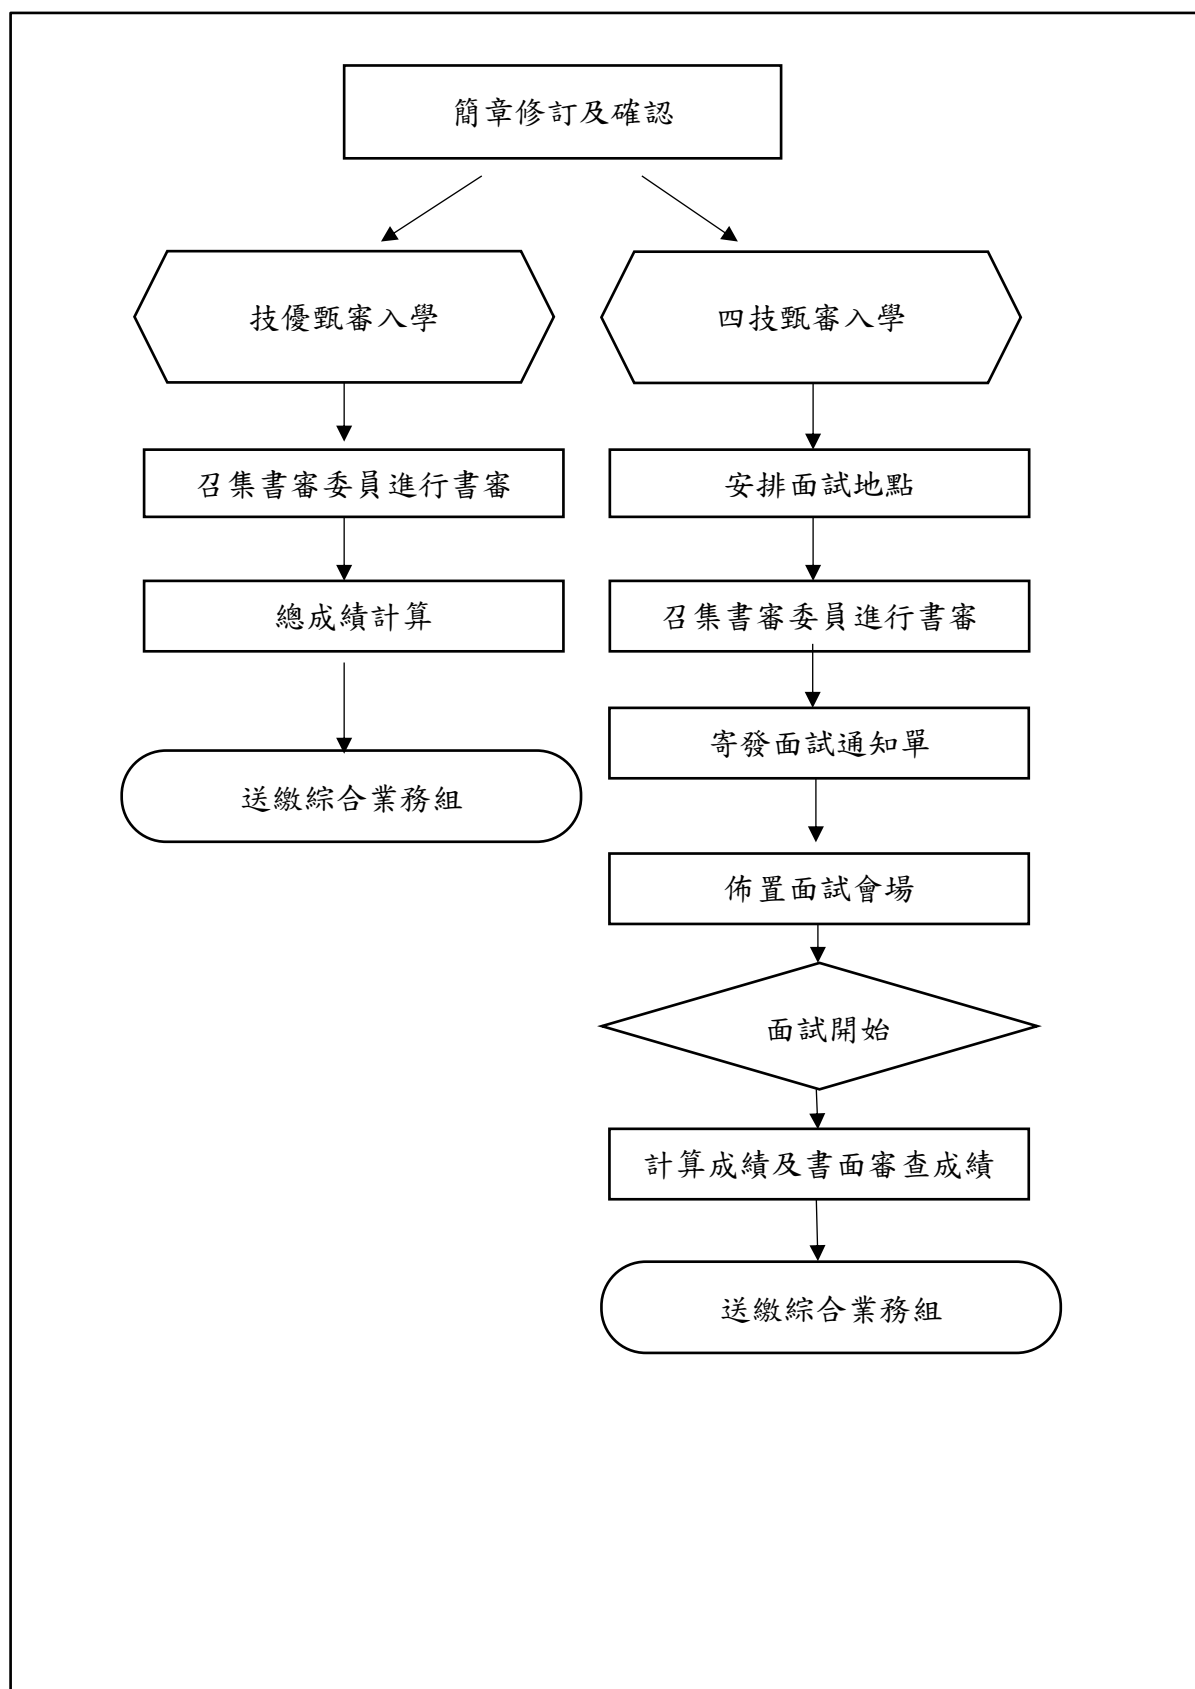 簡章修訂及確認
技優甄審入學
四技甄審入學
召集書審委員進行書審
安排面試地點
總成績計算
召集書審委員進行書審
寄發面試通知單
送繳綜合業務組
佈置面試會場
面試開始
計算成績及書面審查成績
送繳綜合業務組